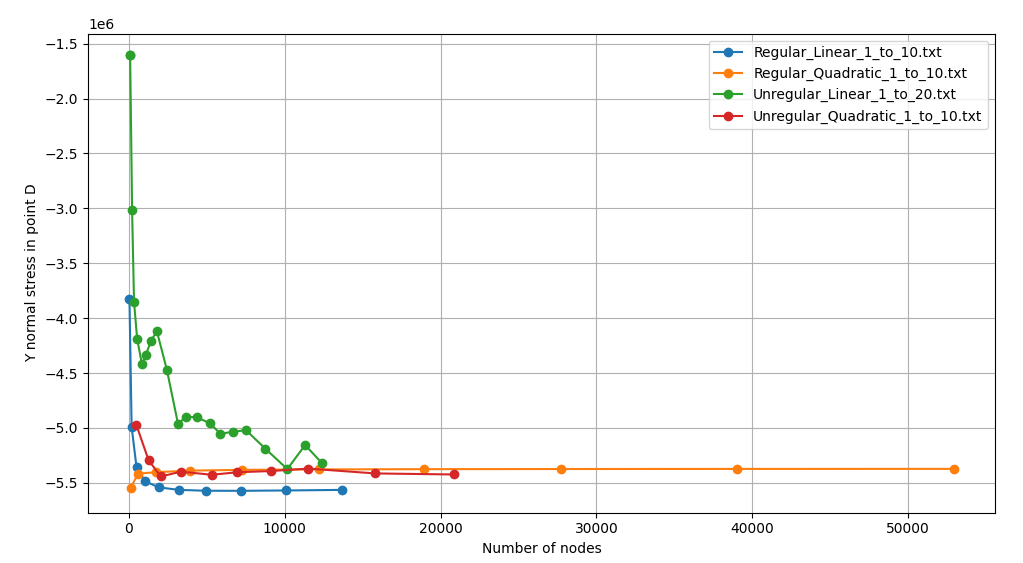 1e6
Regular_Linear_1_to_10.txt
Regular_Quadratic_1_to_10.txt
Unregular_Linear_1_to_20.txt
Unregular_Quadratic_1_to_10.txt
Y normal stress in point D
−1.5
−2.0
−2.5
−3.0
−3.5
−4.0
−4.5
−5.0
−5.5
0 10000 20000 30000 40000 50000
Number of nodes